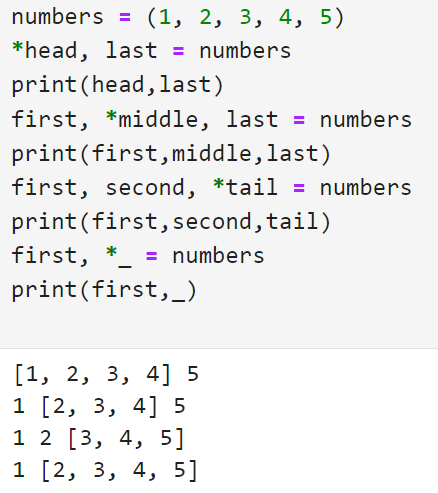 numbers = (1, 2, 3, 4, 5)
*head, last = numbers
print(head,last)
first, *middle, last = numbers
print(first,middle,last)
first, second, *tail = numbers
print(first,second,tail)
first, *_ = numbers
print(first,_)
[1, 2, 3, 4] 5
1 [2, 3, 4] 5
1 2 [3, 4, 5]
1 [2, 3, 4, 5]